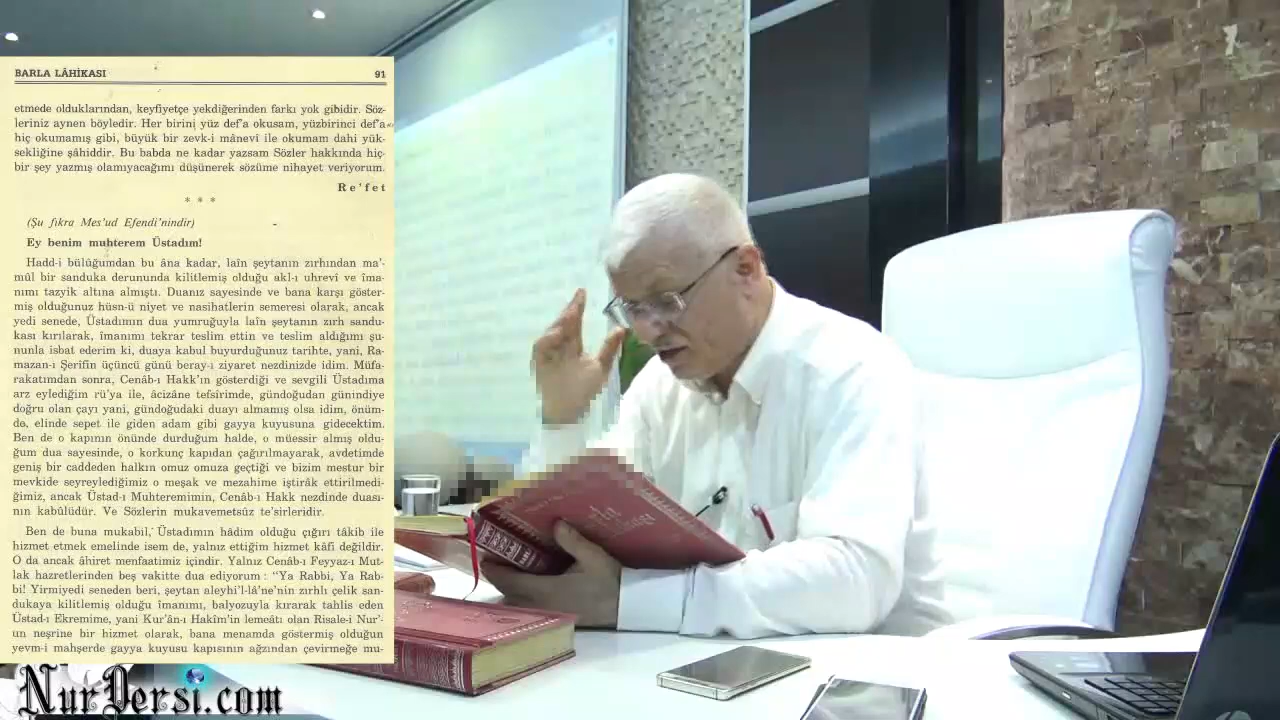 BARLA LÂHİKASI 91
etmede olduklarından, keyfiyetçe yekdiğerinden farkı yok gibidir. Söz-
leriniz aynen böyledir. Her birini yüz def'a okusam, yüzbirinci def'a
hiç okumamış gibi, büyük bir zevk-i mânevî ile okumam dahi yük-
sekliğine şâhiddir. Bu babda ne kadar yazsam Sözler hakkında hiç-
bir şey yazmış olamıyacağımı düşünerek sözüme nihayet veriyorum.
Re'fet
* * *
(Şu fıkra Mes'ud Efendi'nindir)
Ey benim muhterem Üstadım!
Hadd-i bülûğumdan bu âna kadar, laîn şeytanın zırhından ma'-
mûl bir sanduka derununda kilitlemiş olduğu akl-ı uhrevî ve îma-
nımı tazyik altına almıştı. Duanız sayesinde ve bana karşı göster-
miş olduğunuz hüsn-ü niyet ve nasihatlerin semeresi olarak, ancak
yedi senede, Üstadımın dua yumruğuyla laîn şeytanın zırh sandu-
kası kırılarak, îmanımı tekrar teslim ettin ve teslim aldığımı şu-
nunla isbat ederim ki, duaya kabul buyurduğunuz tarihte, yani, Ra-
mazan-ı Şerifin üçüncü günü beray-ı ziyaret nezdinizde idim. Müfa-
rakatımdan sonra, Cenâb-ı Hakk'ın gösterdiği ve sevgili Üstadıma
arz eylediğim rü'ya ile, âcizâne tefsîrimde, gündoğudan günindiye
doğru olan çayı yani, gündoğudaki duayı almamış olsa idim, önüm-
de, elinde sepet ile giden adam gibi gayya kuyusuna gidecektim.
Ben de o kapının önünde durduğum halde, o müessir almış oldu-
ğum dua sayesinde, o korkunç kapıdan çağırılmayarak, avdetimde
geniş bir caddeden halkın omuz omuza geçtiği ve bizim mestur bir
mevkide seyreylediğimiz o meşak ve mezahime iştirâk ettirilmedi-
ğimiz, ancak Üstad-ı Muhteremimin, Cenâb-ı Hakk nezdinde duası-
nın kabûlüdür. Ve Sözlerin mukavemetsûz te'sirleridir.
Ben de buna mukabil, Üstadımın hâdim olduğu çığırı tâkib ile
hizmet etmek emelinde isem de, yalnız ettiğim hizmet kâfi değildir.
O da ancak âhiret menfaatimiz içindir. Yalnız Cenâb-ı Feyyaz-ı Mut-
lak hazretlerinden beş vakitte dua ediyorum : "Ya Rabbi, Ya Rab-
bi! Yirmiyedi seneden beri, şeytan aleyhi'l-lâ'ne'nin zırhlı çelik san-
dukaya kilitlemiş olduğu îmanımı, balyozuyla kırarak tahlis eden
Üstad-ı Ekremime, yani Kur'ân-ı Hakîm'in lemeâtı olan Risale-i Nur'-
un neşrine bir hizmet olarak, bana menamda göstermiş olduğun
yevm-i mahşerde gayya kuyusu kapısının ağzından çevirmeğe mu-
NurDersi.com